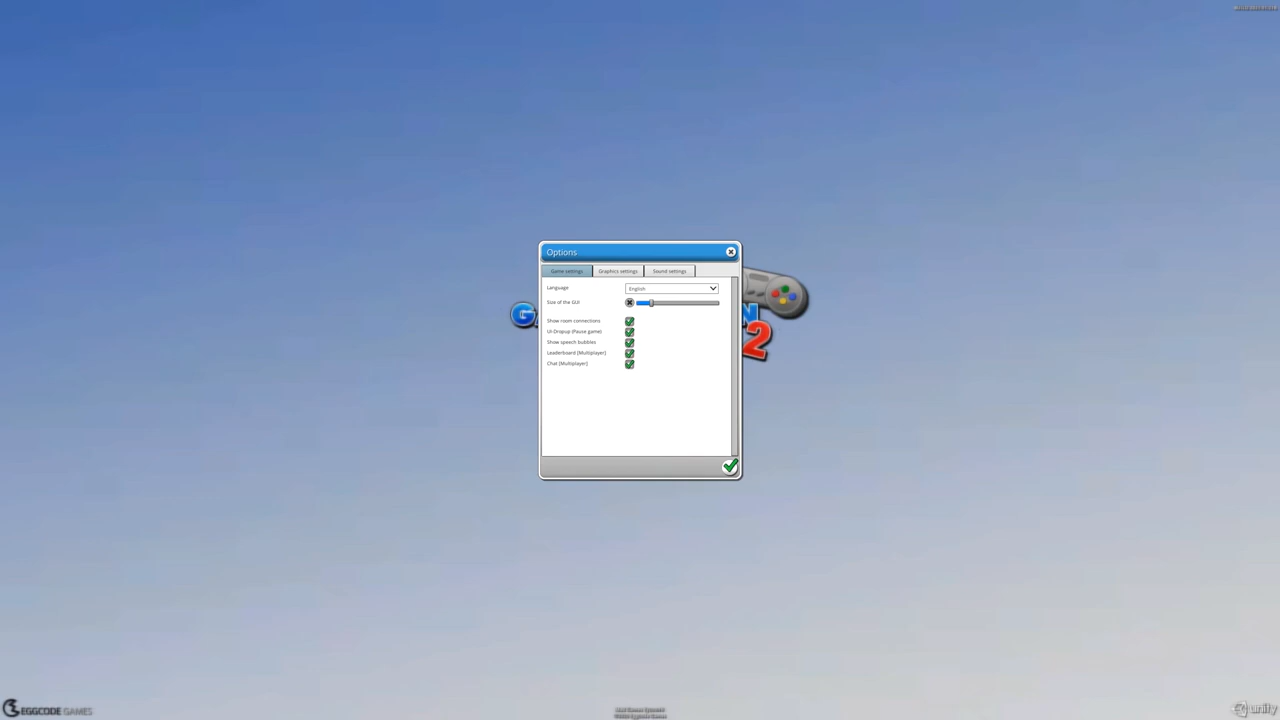 Options
Game settings
Graphics settings
Sound settings
Language
English
Size of the GUI
Show room connections
UI-Dropup (Pause game)
Show speech bubbles
Leaderboard [Multiplayer]
Chat [Multiplayer]
G
N
2
EGGCODE GAMES
unity